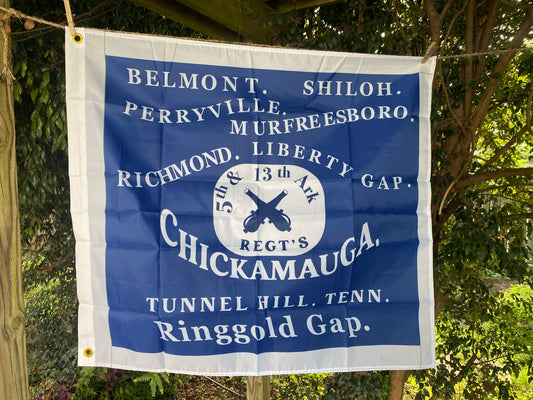 BELMONT. SHILOH.
PERRYVILLE.
MURFREESBORO.
RICHMOND. LIBERTY GAP.
5th & 13th Ark
REGT'S
CHICKAMAUGA.
TUNNEL HILL. TENN.
Ringgold Gap.